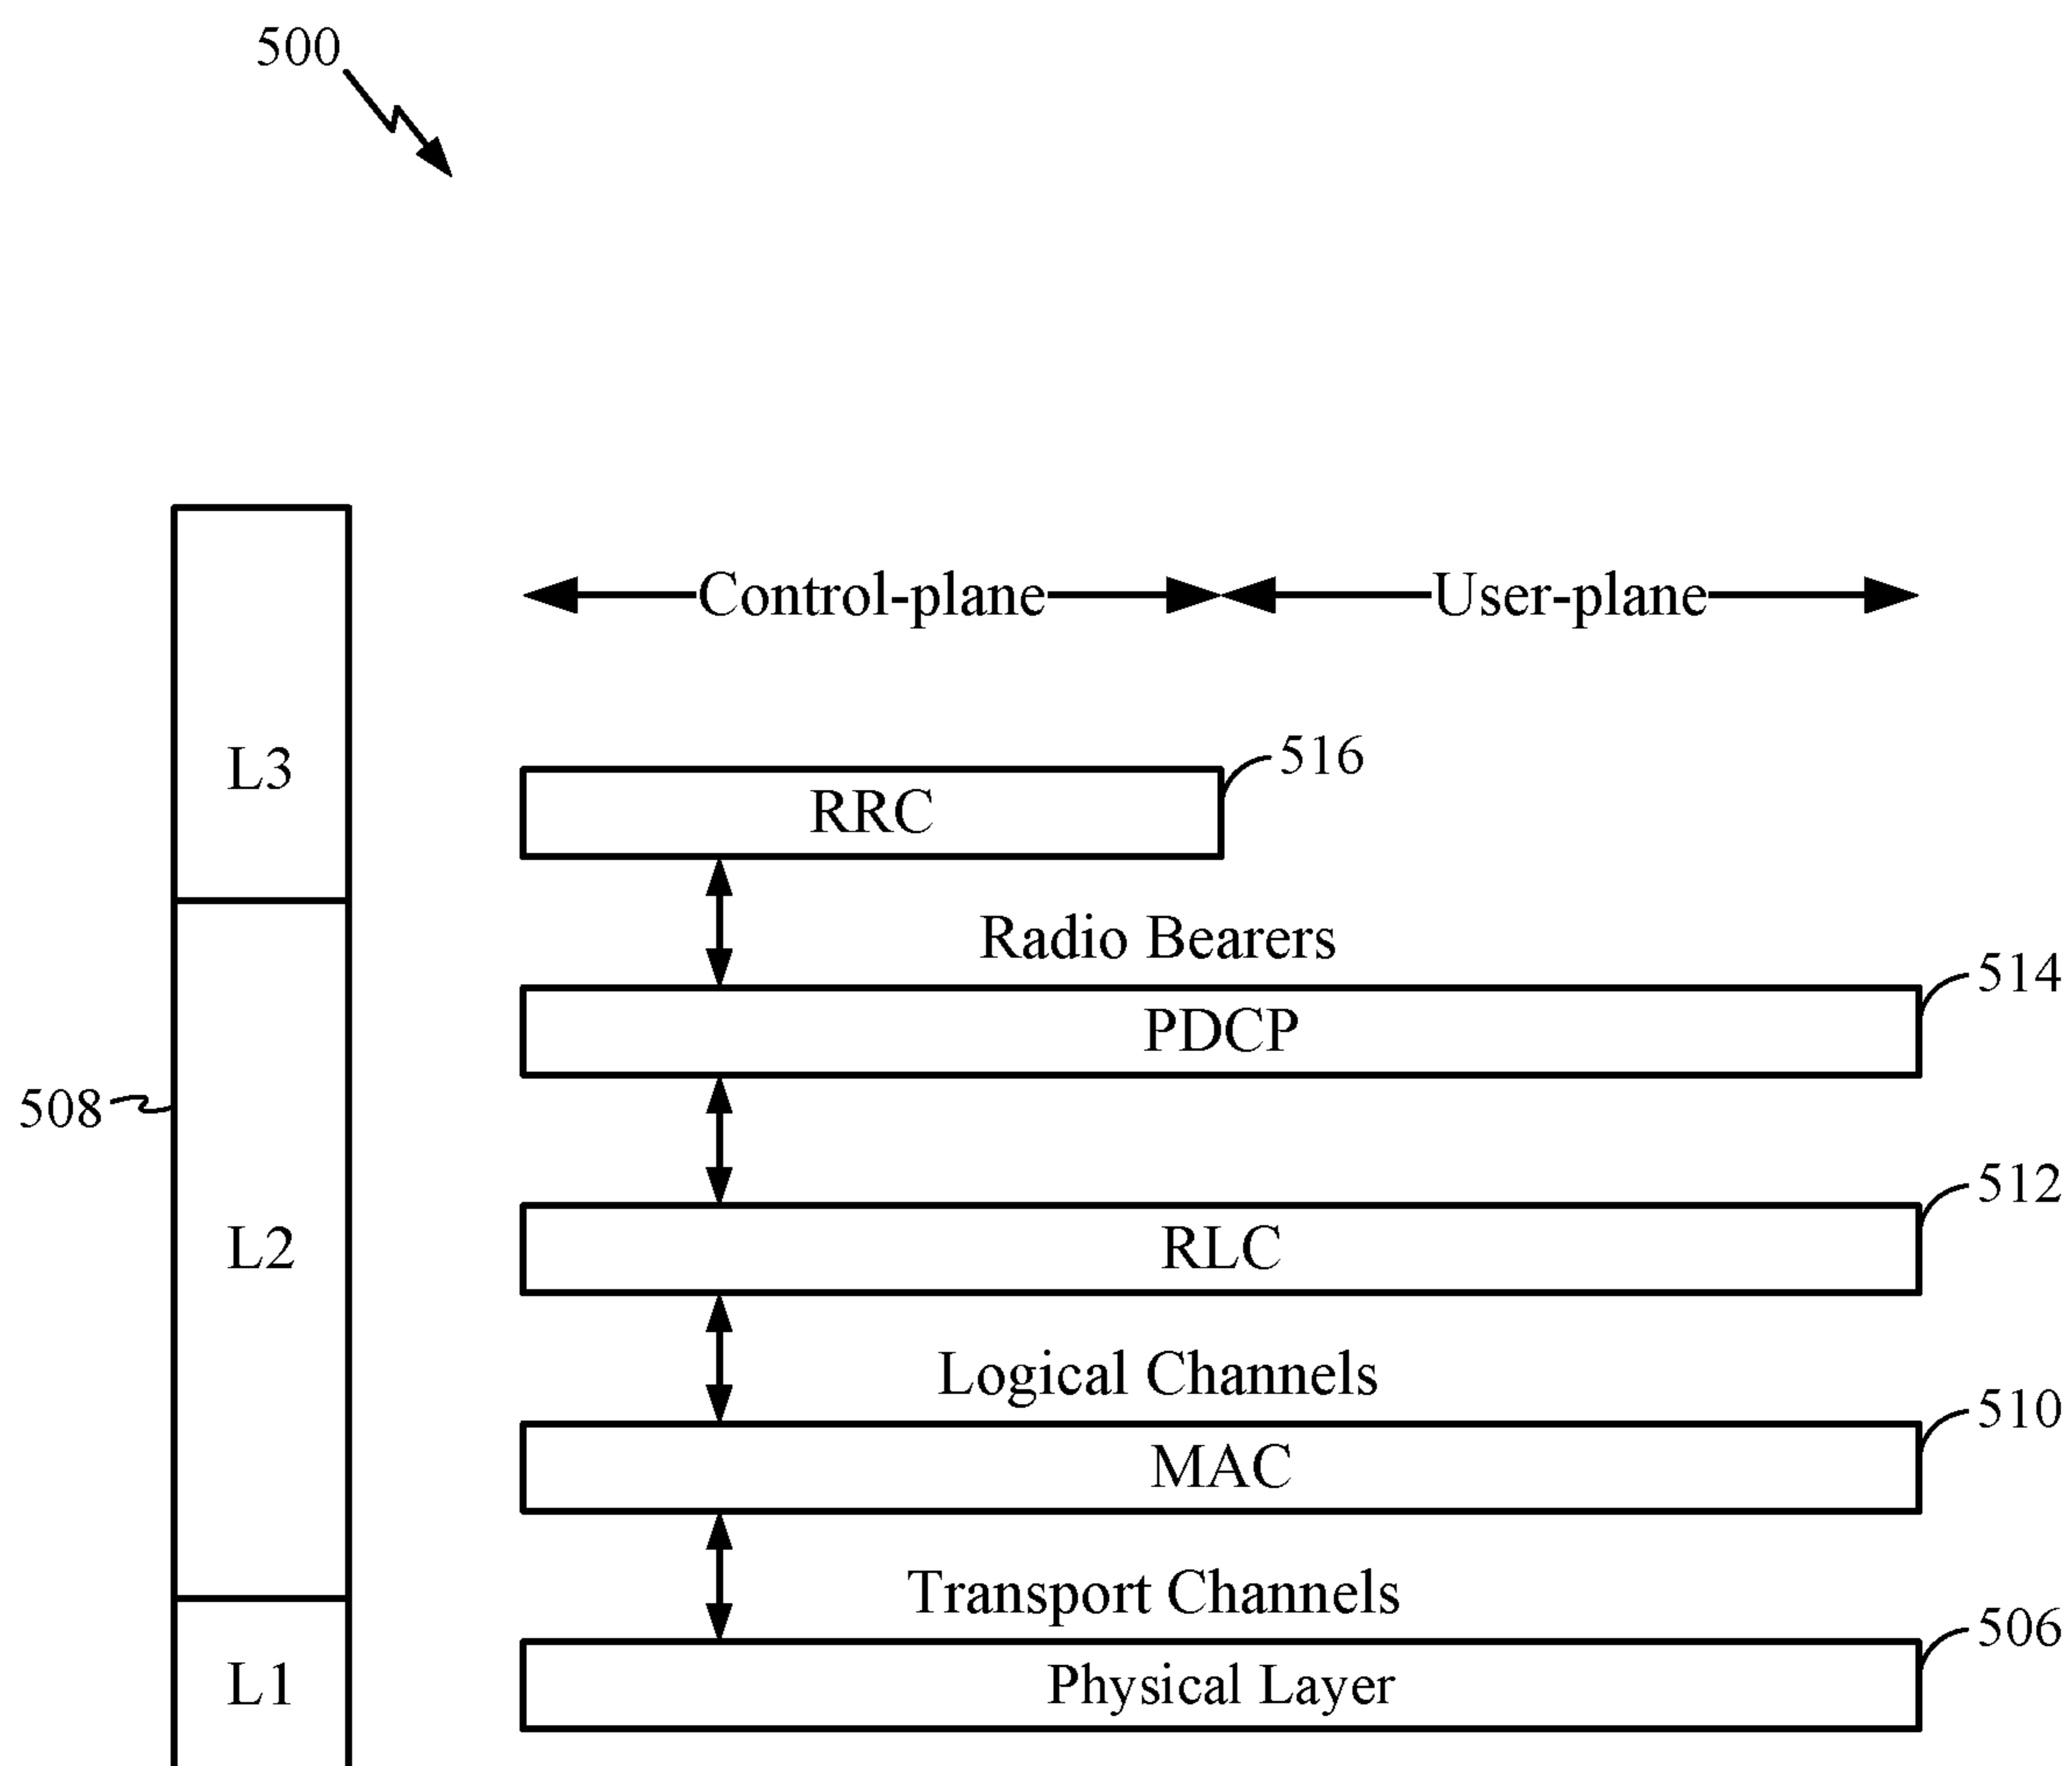 500
Control-plane User-plane
L3
516
RRC
Radio Bearers
514
PDCP
508
512
L2
RLC
Logical Channels
510
MAC
Transport Channels
506
L1
Physical Layer